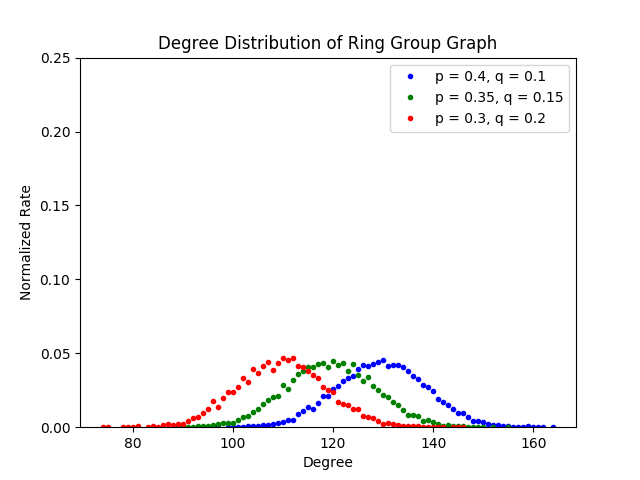 Degree Distribution of Ring Group Graph
0.25
p = 0.4, q = 0.1
p = 0.35, q = 0.15
p = 0.3, q = 0.2
0.20
0.15
Normalized Rate
0.10
0.05
0.00
80 100 120 140 160
Degree